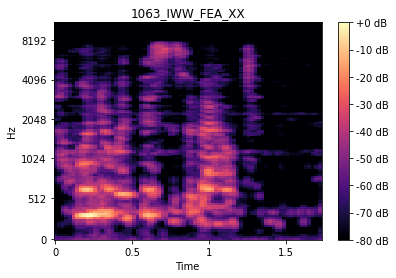 1063_IWW_FEA_XX
8192
4096
2048
1024
512
0
Hz
0
0.5
1
1.5
Time
+0 dB
-10 dB
-20 dB
-30 dB
-40 dB
-50 dB
-60 dB
-70 dB
-80 dB